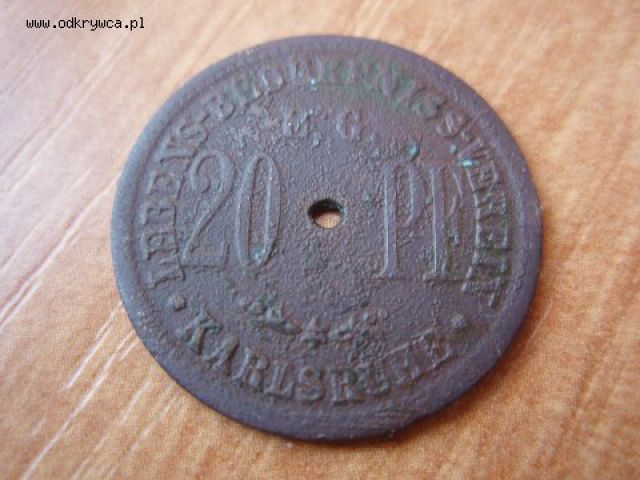 www.odkrywca.pl
LEBENS-BEDÜRFNISS-VEREIN
E. G.
20 PF
• KARLSRUHE •